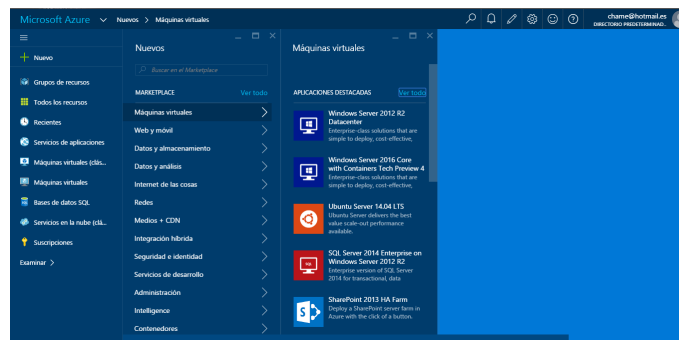 Microsoft Azure
Nuevos > Máquinas virtuales
chame@hotmail.es
DIRECTORIO PREDETERMINAD...
Nuevo
Grupos de recursos
Todos los recursos
Recientes
Servicios de aplicaciones
Máquinas virtuales (clás...
Máquinas virtuales
Bases de datos SQL
Servicios en la nube (clá...
Suscripciones
Examinar >
Nuevos
Buscar en el Marketplace
MARKETPLACE
Ver todo
Máquinas virtuales
Web y móvil
Datos y almacenamiento
Datos y análisis
Internet de las cosas
Redes
Medios + CDN
Integración híbrida
Seguridad e identidad
Servicios de desarrollo
Administración
Intelligence
Contenedores
Máquinas virtuales
APLICACIONES DESTACADAS
Ver todo
Windows Server 2012 R2
Datacenter
Enterprise-class solutions that are
simple to deploy, cost-effective,
Windows Server 2016 Core
with Containers Tech Preview 4
Enterprise-class solutions that are
simple to deploy, cost-effective,
Ubuntu Server 14.04 LTS
Ubuntu Server delivers the best
value scale-out performance
available.
SQL Server 2014 Enterprise on
Windows Server 2012 R2
Enterprise version of SQL Server
2014 for transactional, data
SharePoint 2013 HA Farm
Deploy a SharePoint server farm in
Azure with the click of a button.